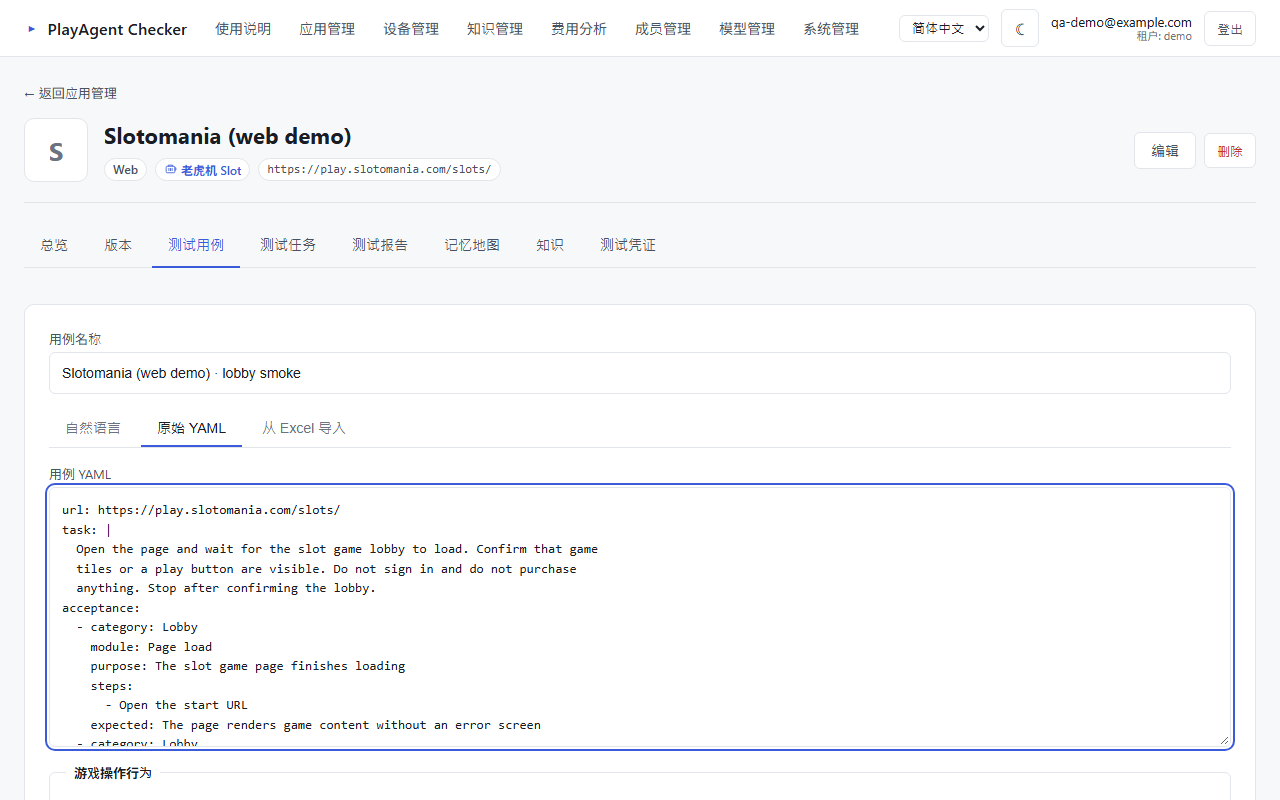 PlayAgent Checker
使用说明
应用管理
设备管理
知识管理
费用分析
成员管理
模型管理
系统管理
简体中文
qa-demo@example.com
租户: demo
登出
← 返回应用管理
S
Slotomania (web demo)
Web
老虎机 Slot
https://play.slotomania.com/slots/
编辑
删除
总览
版本
测试用例
测试任务
测试报告
记忆地图
知识
测试凭证
用例名称
Slotomania (web demo) · lobby smoke
自然语言
原始 YAML
从 Excel 导入
用例 YAML
url: https://play.slotomania.com/slots/
task: |
Open the page and wait for the slot game lobby to load. Confirm that game
tiles or a play button are visible. Do not sign in and do not purchase
anything. Stop after confirming the lobby.
acceptance:
- category: Lobby
module: Page load
purpose: The slot game page finishes loading
steps:
- Open the start URL
expected: The page renders game content without an error screen
- category: Lobby
游戏操作行为